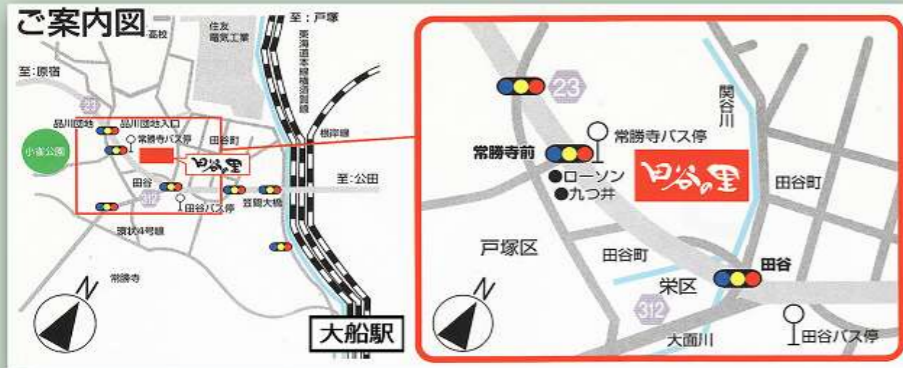 ご案内図
高校
住友
電気工業
至:戸塚
東海道本線横須賀線
至:原宿
23
品川団地
品川団地入口
常勝寺バス停
田谷町
根岸線
小雀公園
田谷の里
田谷
312
田谷バス停
笠間大橋
至:公田
環状4号線
常勝寺
N
大船駅
23
関谷川
常勝寺バス停
常勝寺前
●ローソン
●九つ井
田谷の里
田谷町
戸塚区
田谷町
田谷
栄区
312
N
大面川
田谷バス停